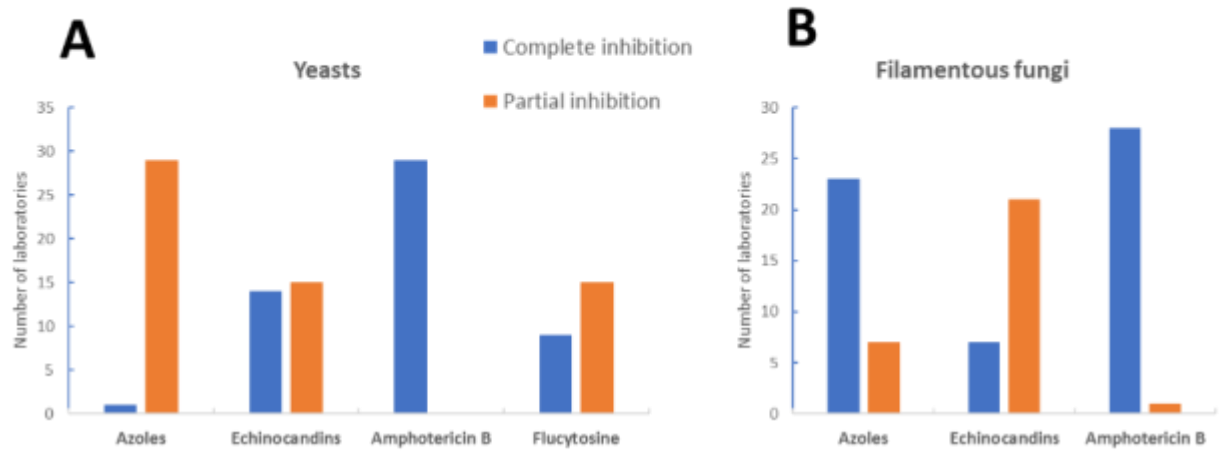 A
B
Complete inhibition
Partial inhibition
Yeasts
35
30
25
20
15
10
5
0
Number of laboratories
Azoles Echinocandins Amphotericin B Flucytosine
Filamentous fungi
30
25
20
15
10
5
0
Number of laboratories
Azoles Echinocandins Amphotericin B